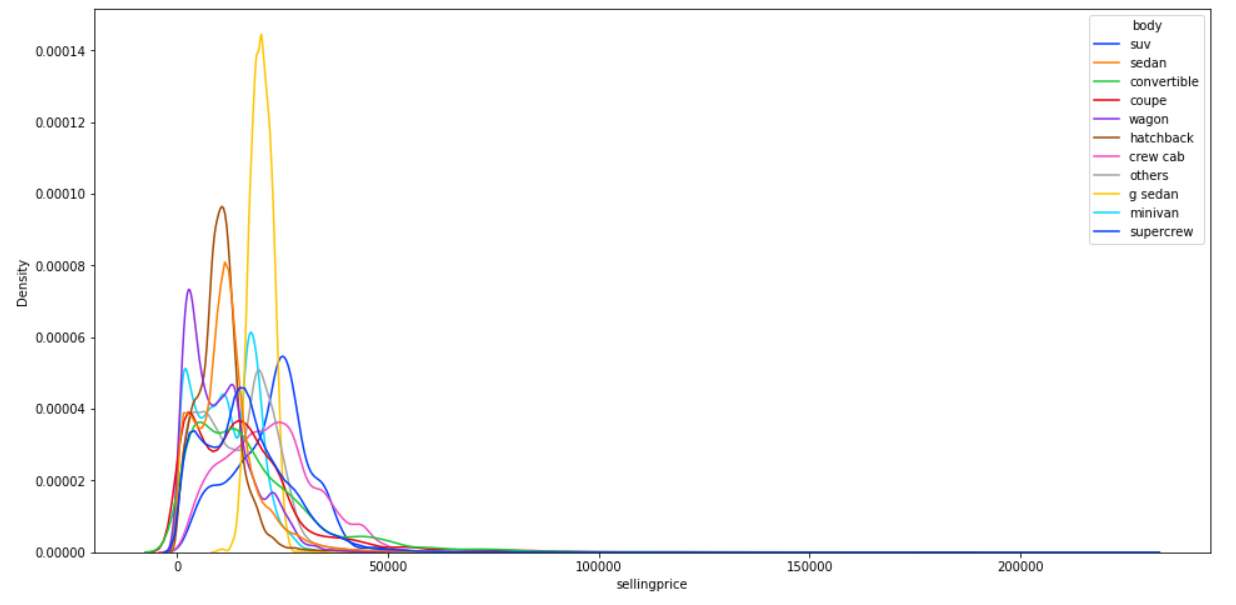 body
suv
sedan
convertible
coupe
wagon
hatchback
crew cab
others
g sedan
minivan
supercrew
0.00014
0.00012
0.00010
0.00008
0.00006
0.00004
0.00002
0.00000
Density
0
50000
100000
150000
200000
sellingprice